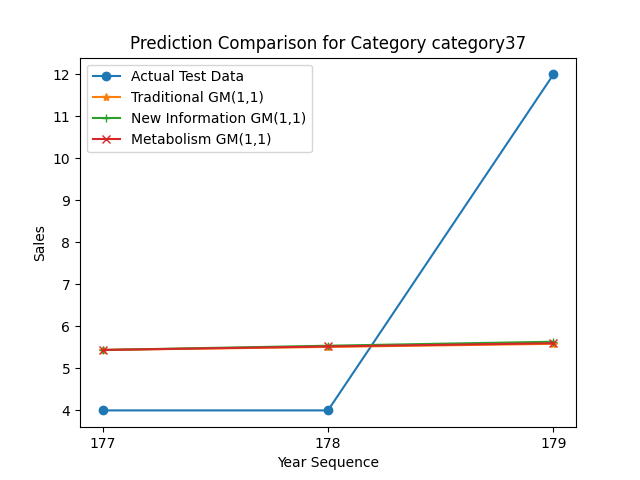 Prediction Comparison for Category category37
Actual Test Data
Traditional GM(1,1)
New Information GM(1,1)
Metabolism GM(1,1)
12
11
10
9
8
7
6
5
4
Sales
177
178
179
Year Sequence